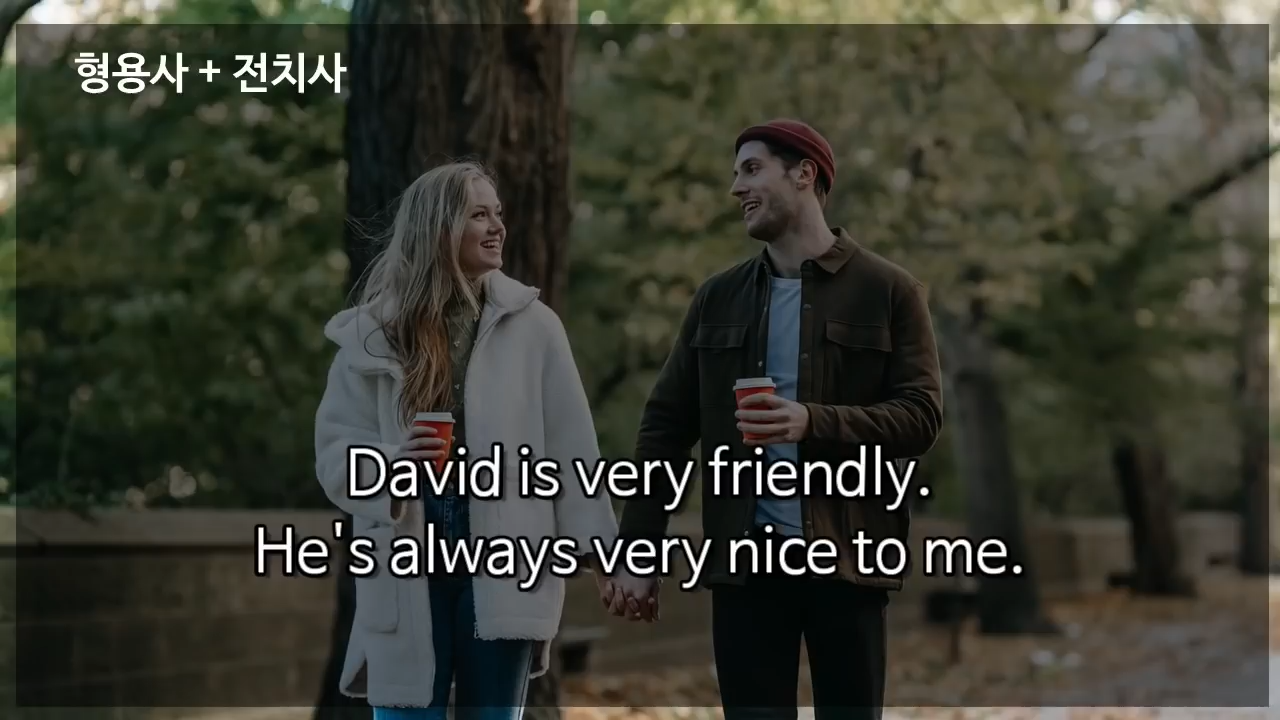 형용사 + 전치사
David is very friendly.
He's always very nice to me.